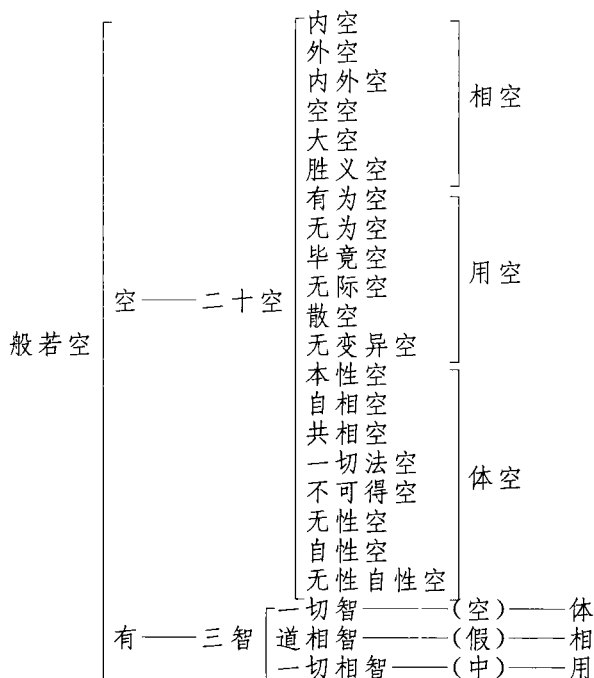 内空
外空
内外空
空空
大空
胜义空
相空
有为空
无为空
毕竟空
无际空
散空
无变异空
用空
本性空
自相空
共相空
一切法空
不可得空
无性空
自性空
无性自性空
体空
空——二十空
般若空
有——三智
一切智——(空)——体
道相智——(假)——相
一切相智——(中)——用